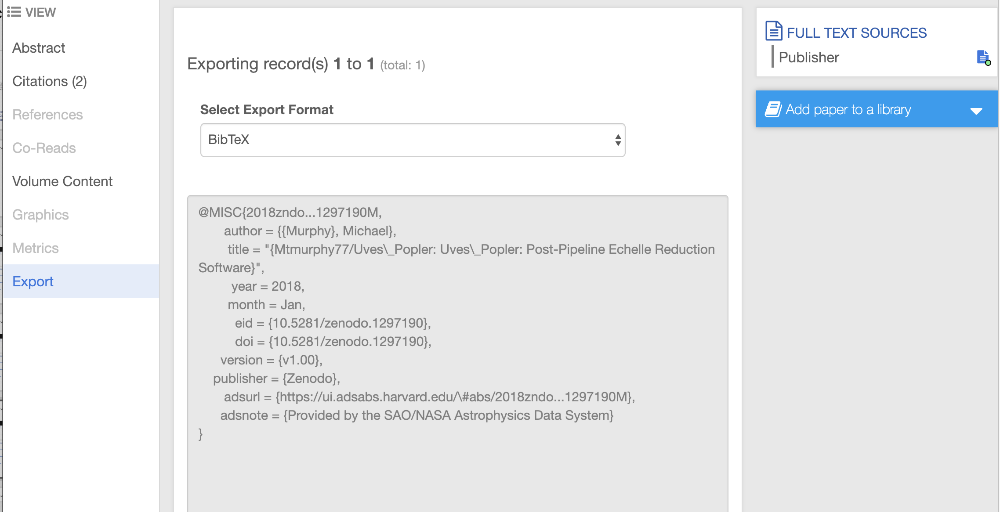 VIEW
Abstract
Citations (2)
References
Co-Reads
Volume Content
Graphics
Metrics
Export
Exporting record(s) 1 to 1 (total: 1)
Select Export Format
BibTeX
@MISC{2018zndo...1297190M,
author = {{Murphy}, Michael},
title = "{Mtmurphy77/Uves\_Popler: Uves\_Popler: Post-Pipeline Echelle Reduction
Software}",
year = 2018,
month = Jan,
eid = {10.5281/zenodo.1297190},
doi = {10.5281/zenodo.1297190},
version = {v1.00},
publisher = {Zenodo},
adsurl = {https://ui.adsabs.harvard.edu/\#abs/2018zndo...1297190M},
adsnote = {Provided by the SAO/NASA Astrophysics Data System}
}
FULL TEXT SOURCES
Publisher
Add paper to a library